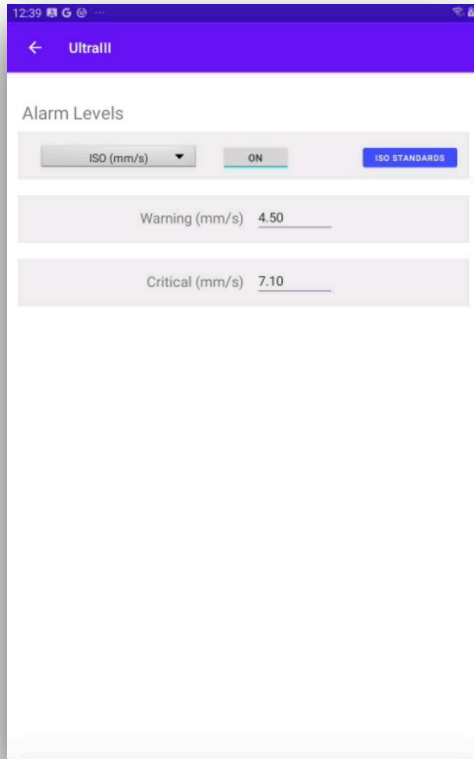 12:39 G
UltraIII
Alarm Levels
ISO (mm/s) ON ISO STANDARDS
Warning (mm/s) 4.50
Critical (mm/s) 7.10